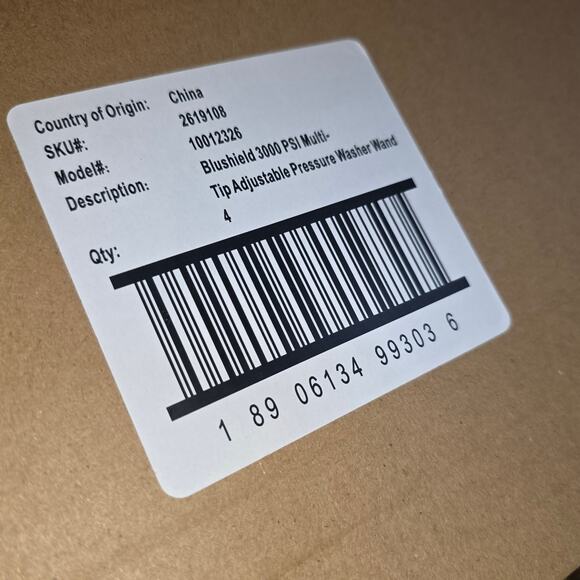 Country of Origin: China
SKU#: 2619108
Model#: 10012326
Description: Blushield 3000 PSI Multi-
Tip Adjustable Pressure Washer Wand
Qty: 4
1 89 06134 99303 6